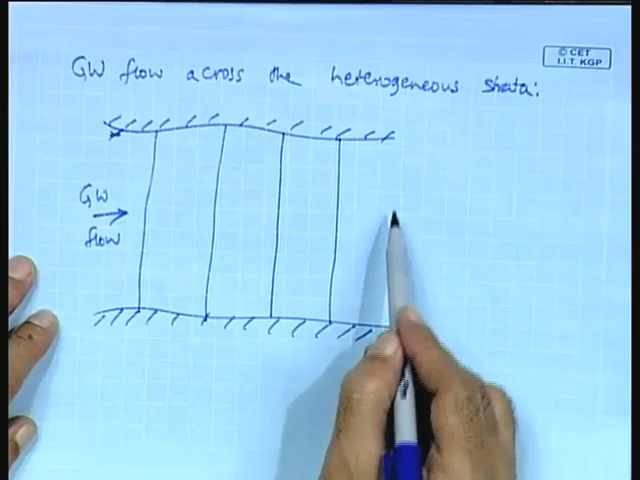 © CET
I.I.T. KGP
GW flow across the heterogeneous strata:
GW
flow